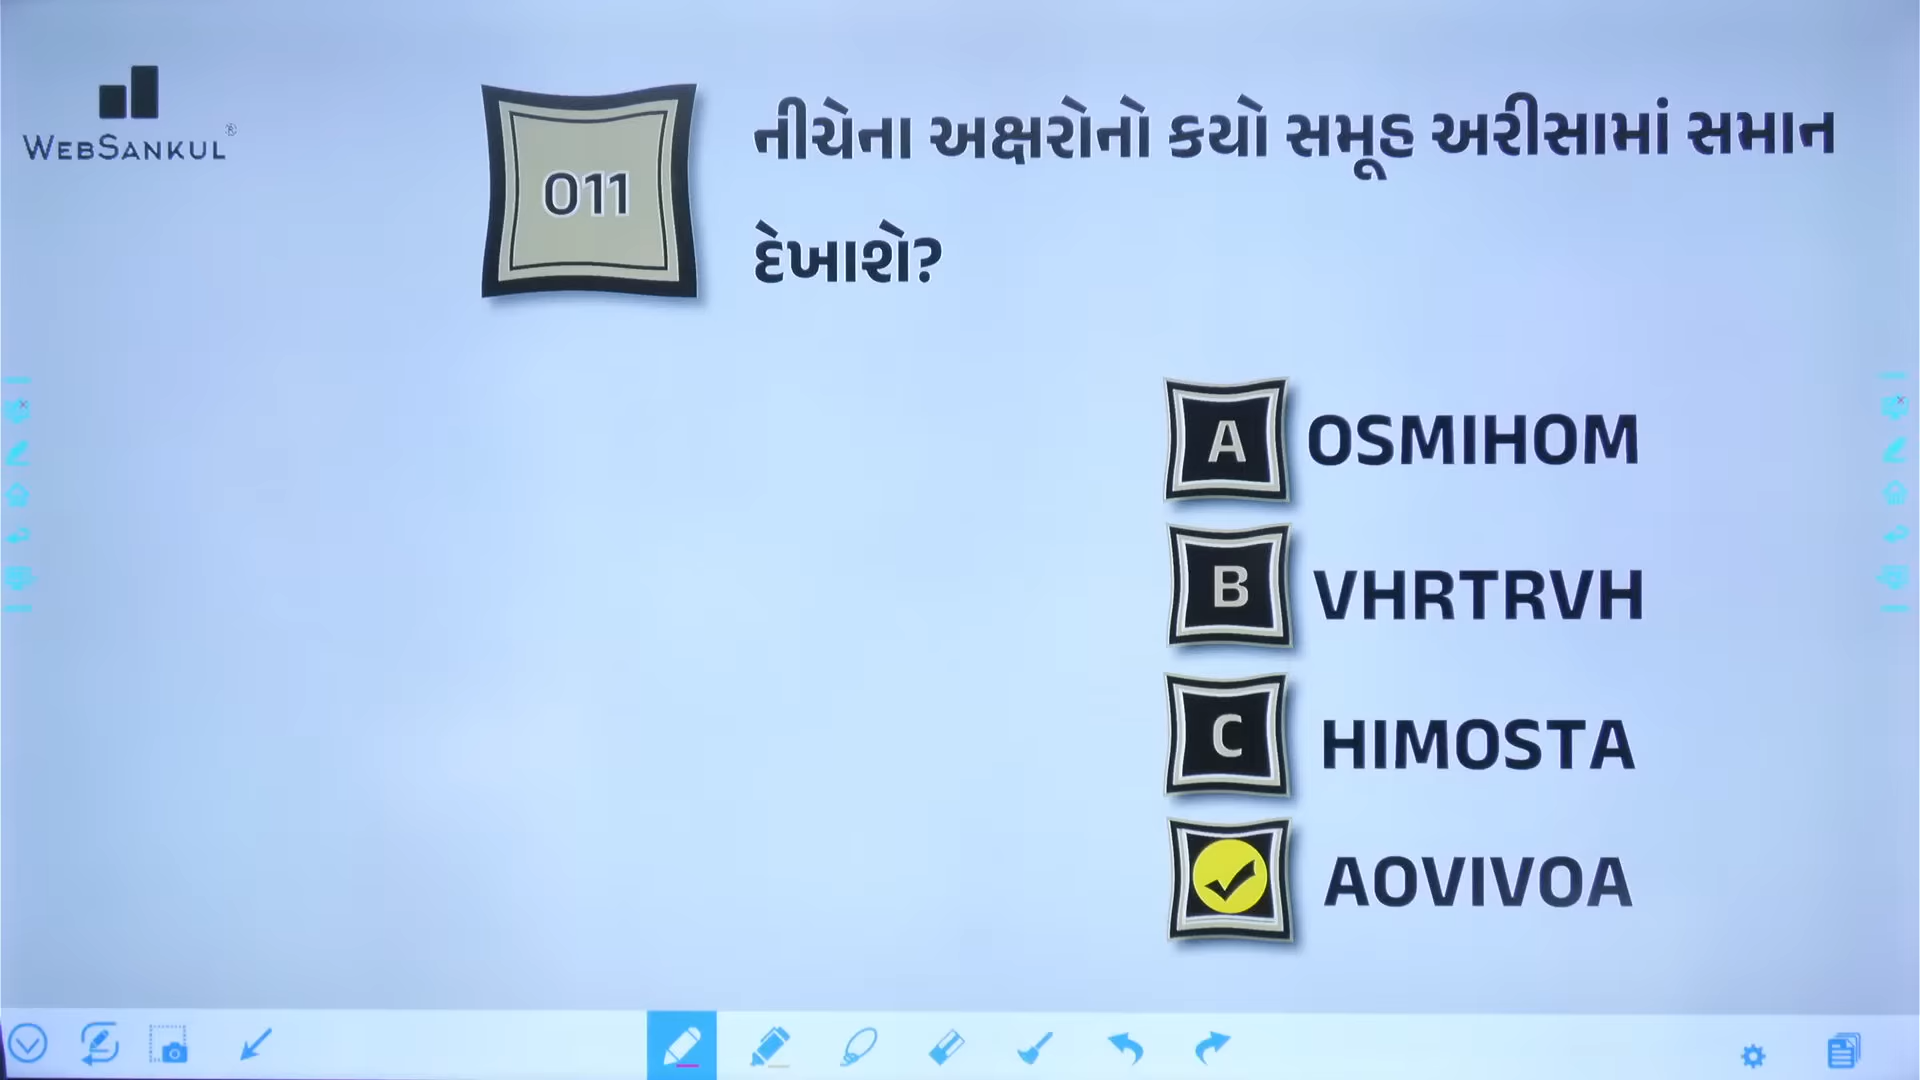 WEBSANKUL®
011
નીચેના અક્ષરોનો કયો સમૂહ અરીસામાં સમાન
દેખાશે?
A OSMIHOM
B VHRTRVH
C HIMOSTA
AOVIVOA